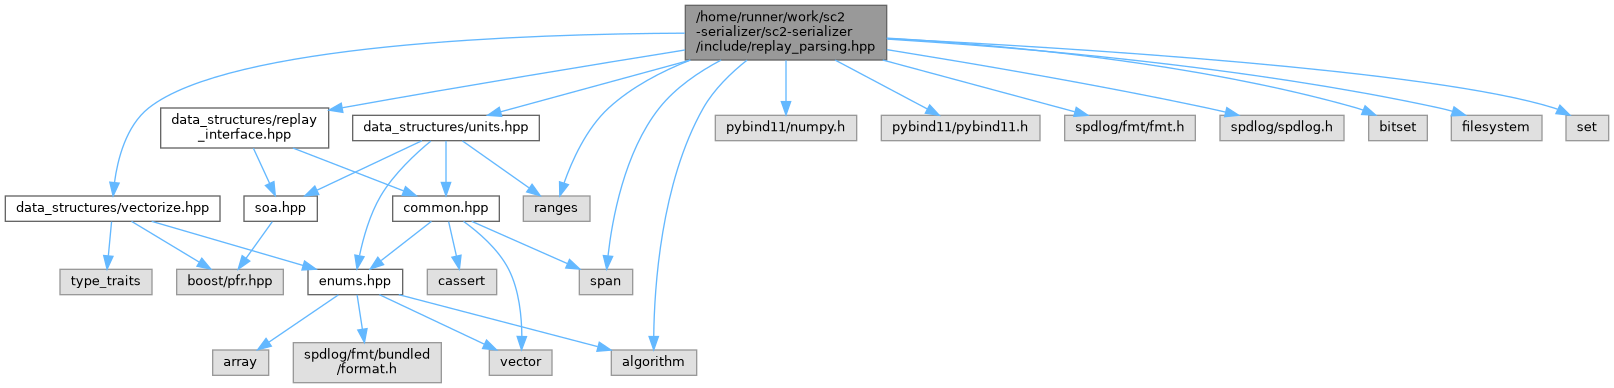 /home/runner/work/sc2
-serializer/sc2-serializer
/include/replay_parsing.hpp
data_structures/replay
_interface.hpp
data_structures/units.hpp
pybind11/numpy.h
pybind11/pybind11.h
spdlog/fmt/fmt.h
spdlog/spdlog.h
bitset
filesystem
set
data_structures/vectorize.hpp
soa.hpp
common.hpp
ranges
type_traits
boost/pfr.hpp
enums.hpp
cassert
span
array
spdlog/fmt/bundled
/format.h
vector
algorithm